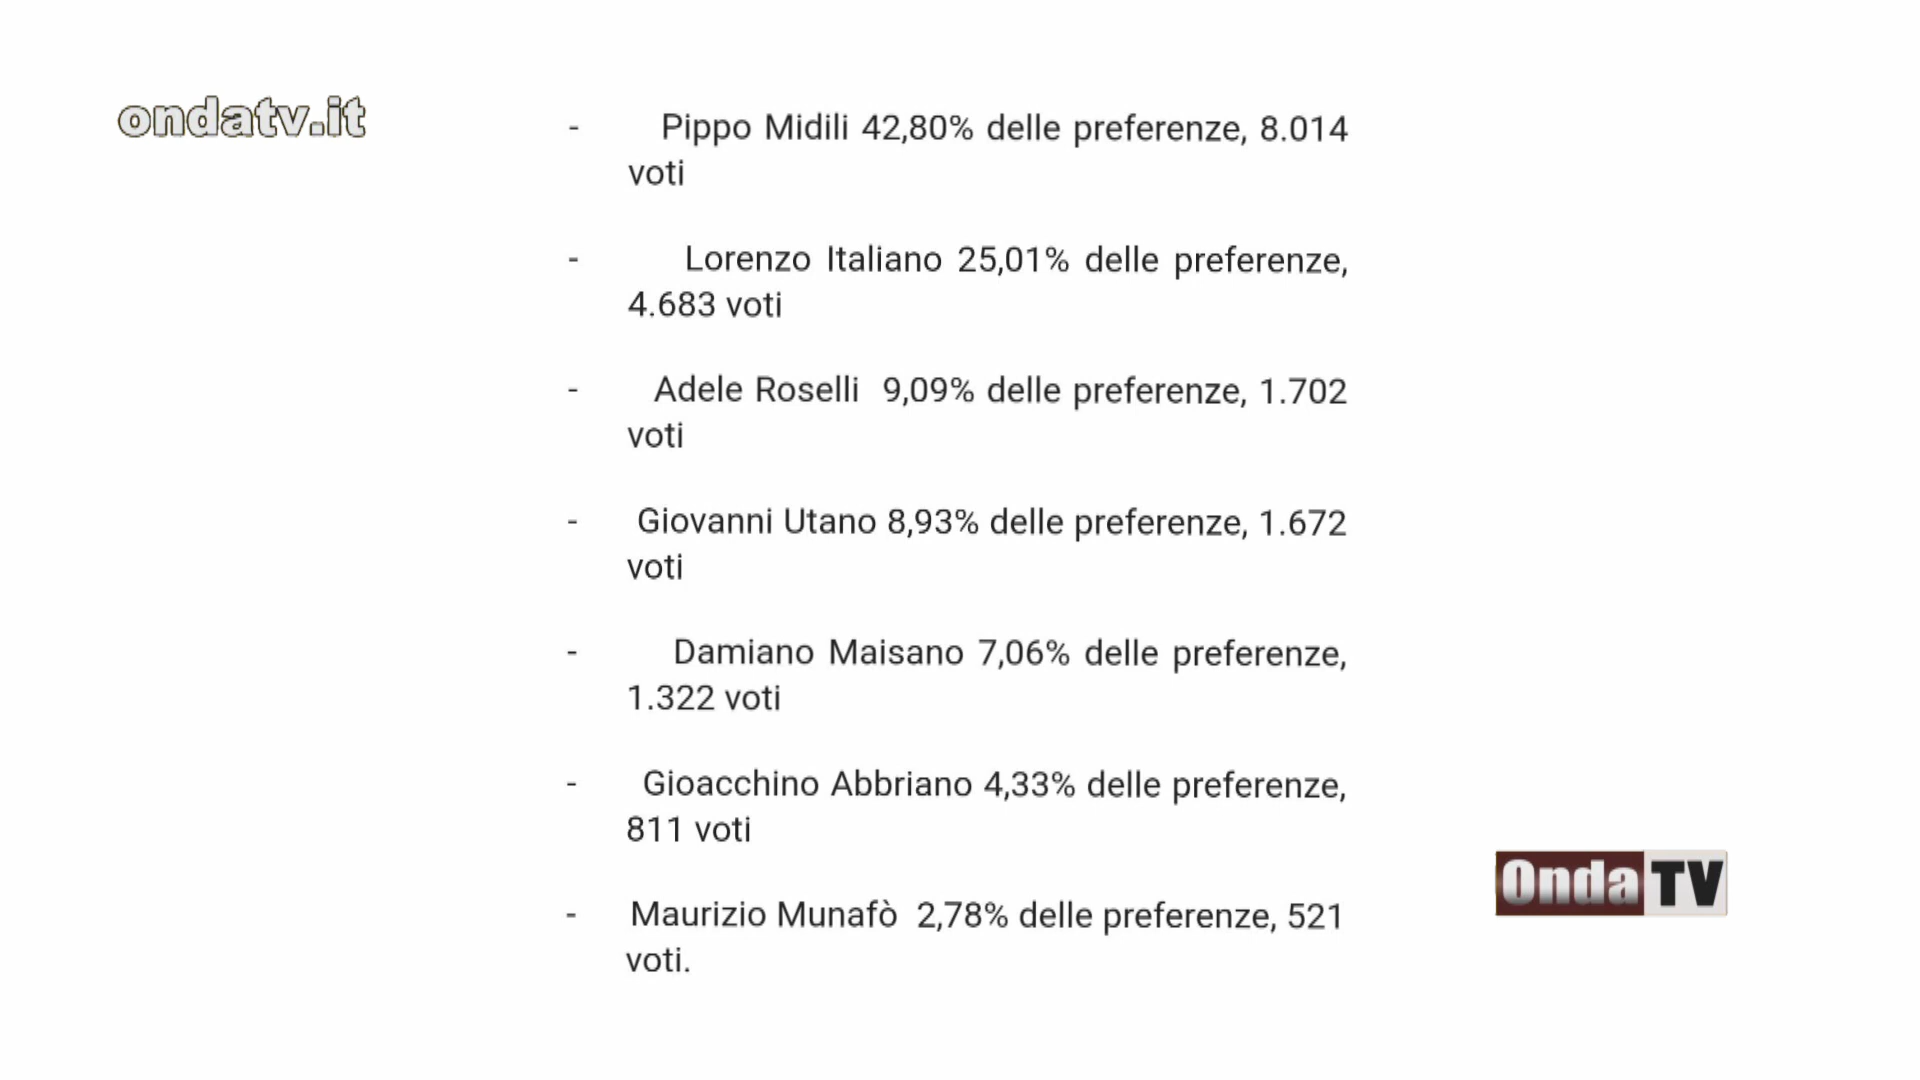 ondatv.it
- Pippo Midili 42,80% delle preferenze, 8.014
voti
- Lorenzo Italiano 25,01% delle preferenze,
4.683 voti
- Adele Roselli 9,09% delle preferenze, 1.702
voti
- Giovanni Utano 8,93% delle preferenze, 1.672
voti
- Damiano Maisano 7,06% delle preferenze,
1.322 voti
- Gioacchino Abbriano 4,33% delle preferenze,
811 voti
- Maurizio Munafò 2,78% delle preferenze, 521
voti.
Onda TV